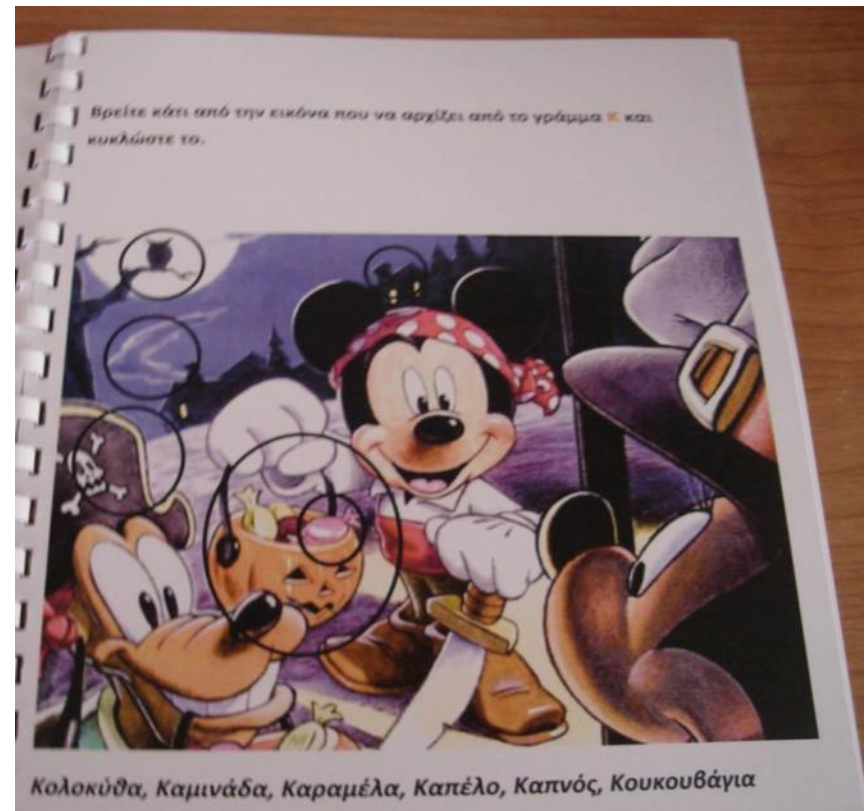 Βρείτε κάτι από την εικόνα που να αρχίζει από το γράμμα Κ και
κυκλώστε το.
Κολοκύθα, Καμινάδα, Καραμέλα, Καπέλο, Καπνός, Κουκουβάγια